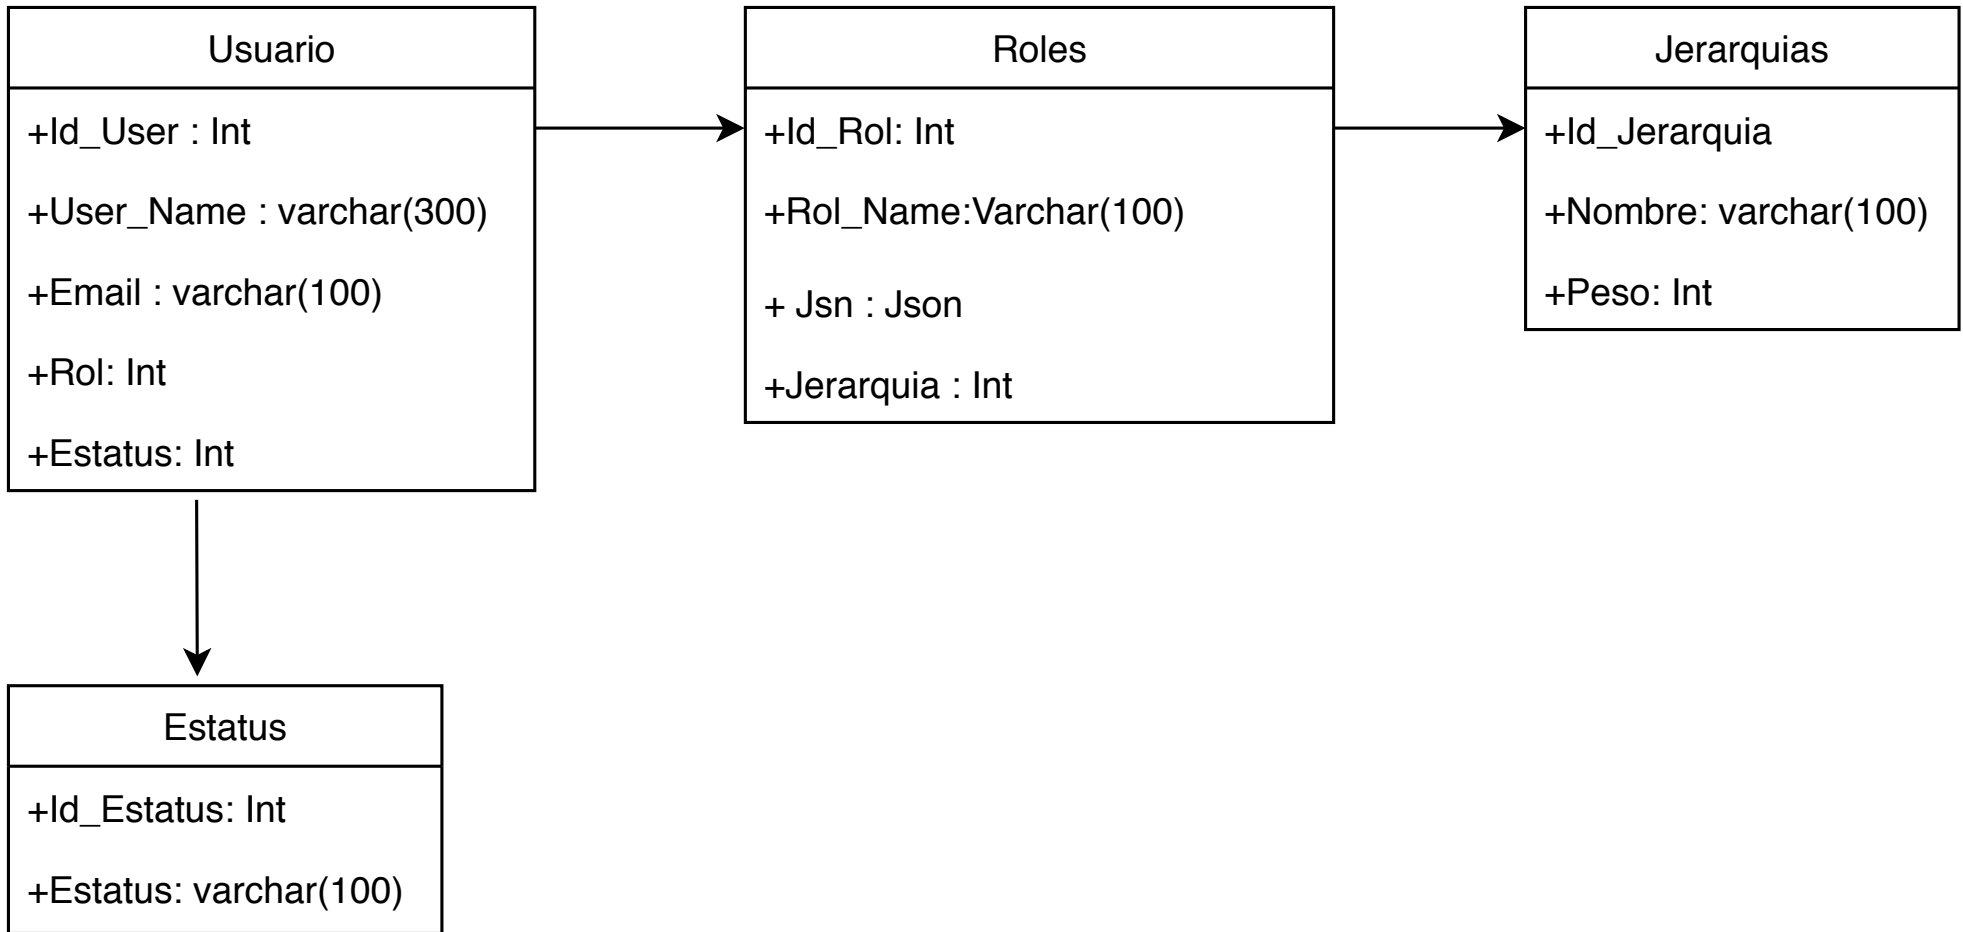 Usuario
+Id_User : Int
+User_Name : varchar(300)
+Email : varchar(100)
+Rol: Int
+Estatus: Int
Roles
+Id_Rol: Int
+Rol_Name:Varchar(100)
+ Jsn : Json
+Jerarquia : Int
Jerarquias
+Id_Jerarquia
+Nombre: varchar(100)
+Peso: Int
Estatus
+Id_Estatus: Int
+Estatus: varchar(100)